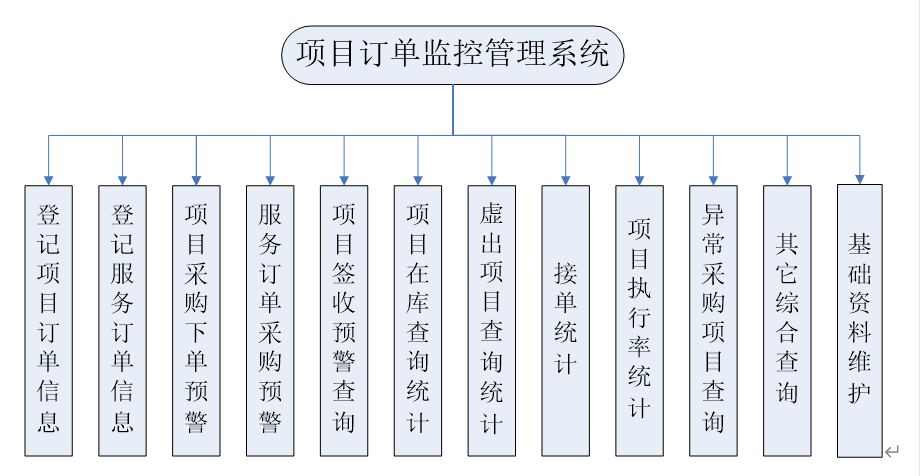 项目订单监控管理系统
登记项目订单信息
登记服务订单信息
项目采购下单预警
服务订单采购预警
项目签收预警查询
项目在库查询统计
虚出项目查询统计
接单统计
项目执行率统计
异常采购项目查询
其它综合查询
基础资料维护